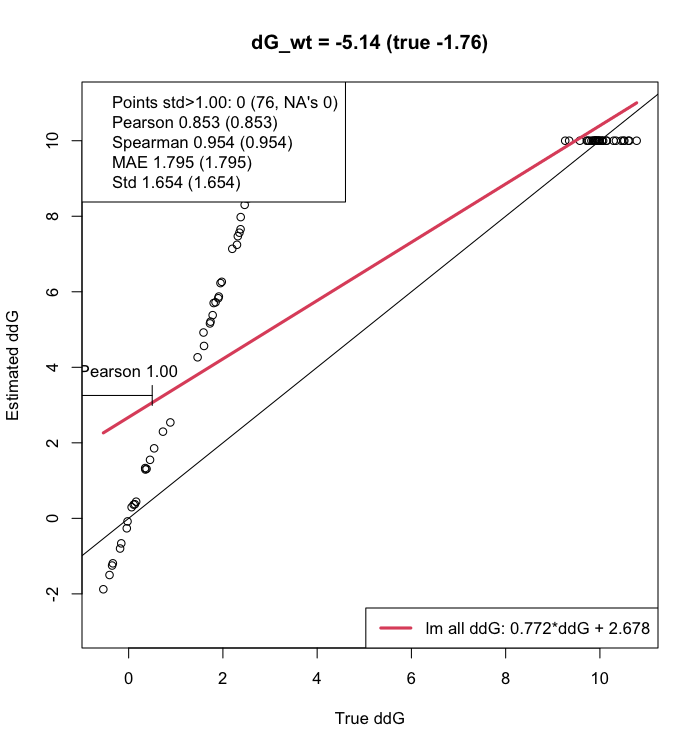 dG_wt = -5.14 (true -1.76)
Points std>1.00: 0 (76, NA's 0)
Pearson 0.853 (0.853)
Spearman 0.954 (0.954)
MAE 1.795 (1.795)
Std 1.654 (1.654)
Pearson 1.00
10
8
6
4
2
0
-2
Estimated ddG
lm all ddG: 0.772*ddG + 2.678
0 2 4 6 8 10
True ddG